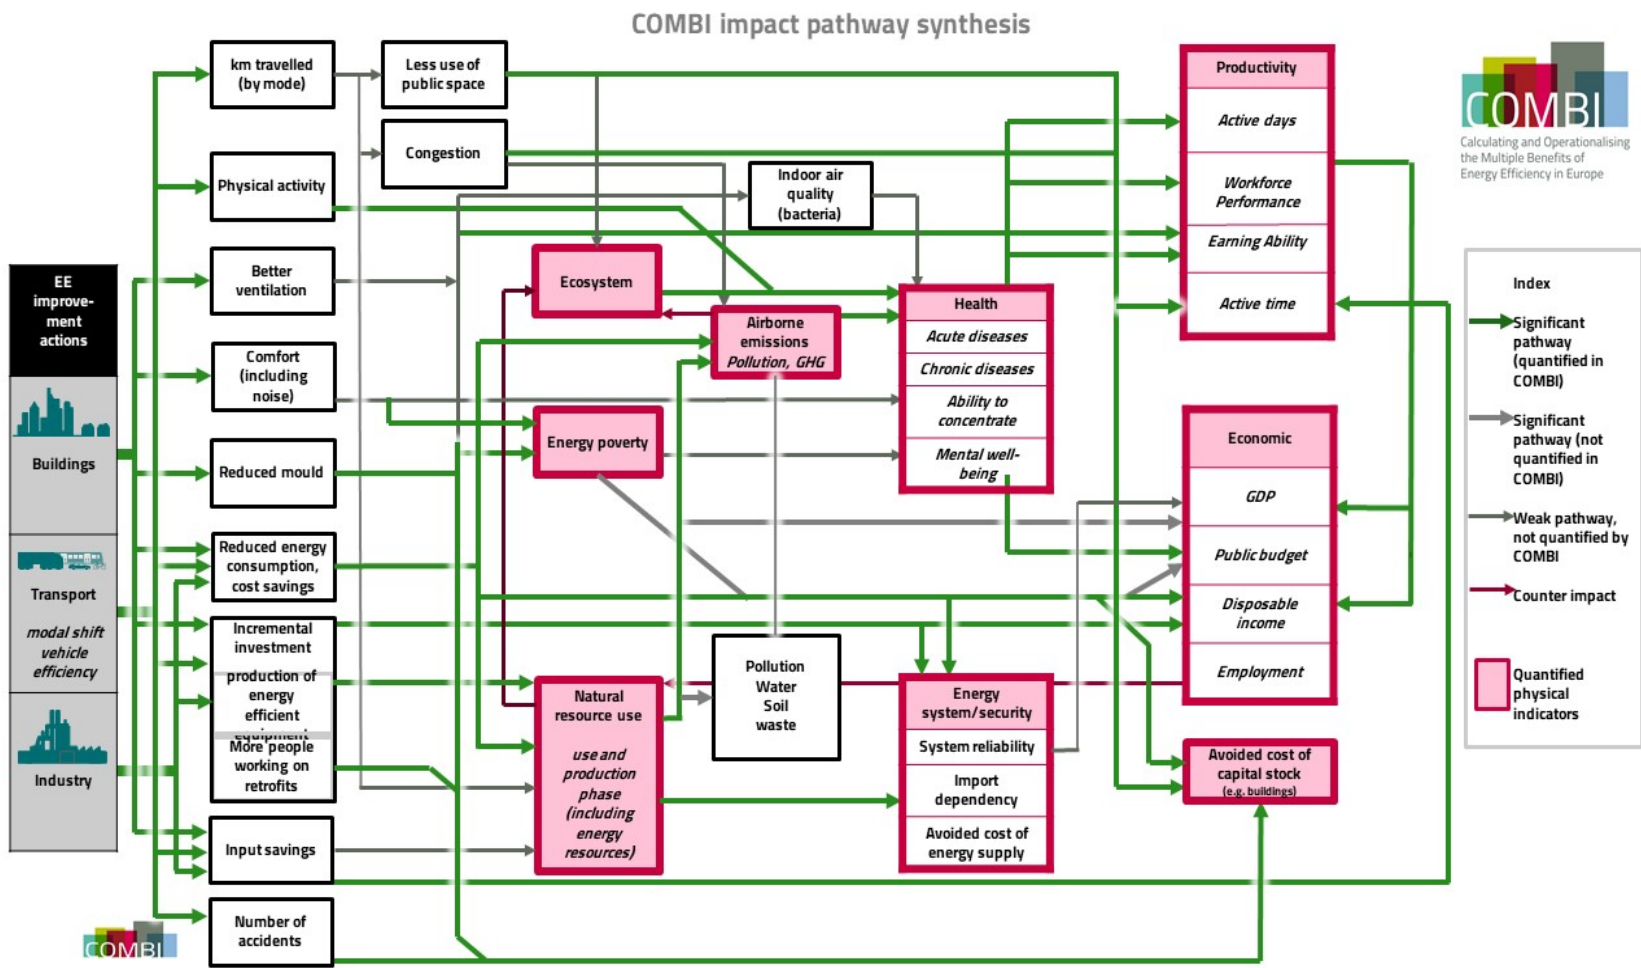 COMBI impact pathway synthesis
COMBI
Calculating and Operationalising
the Multiple Benefits of
Energy Efficiency in Europe
EE
improve-
ment
actions
Buildings
Transport
modal shift
vehicle
efficiency
Industry
km travelled
(by mode)
Physical activity
Better
ventilation
Comfort
(including
noise)
Reduced mould
Reduced energy
consumption,
cost savings
Incremental
investment
production of
energy
efficient
equipment
More people
working on
retrofits
Input savings
Number of
accidents
Less use of
public space
Congestion
Indoor air
quality
(bacteria)
Ecosystem
Airborne
emissions
Pollution, GHG
Energy poverty
Natural
resource use
use and
production
phase
(including
energy
resources)
Pollution
Water
Soil
waste
Health
Acute diseases
Chronic diseases
Ability to
concentrate
Mental well-
being
Energy
system/security
System reliability
Import
dependency
Avoided cost of
energy supply
Productivity
Active days
Workforce
Performance
Earning Ability
Active time
Economic
GDP
Public budget
Disposable
income
Employment
Avoided cost of
capital stock
(e.g. buildings)
Index
Significant
pathway
(quantified in
COMBI)
Significant
pathway (not
quantified in
COMBI)
Weak pathway,
not quantified by
COMBI
Counter impact
Quantified
physical
indicators
COMBI